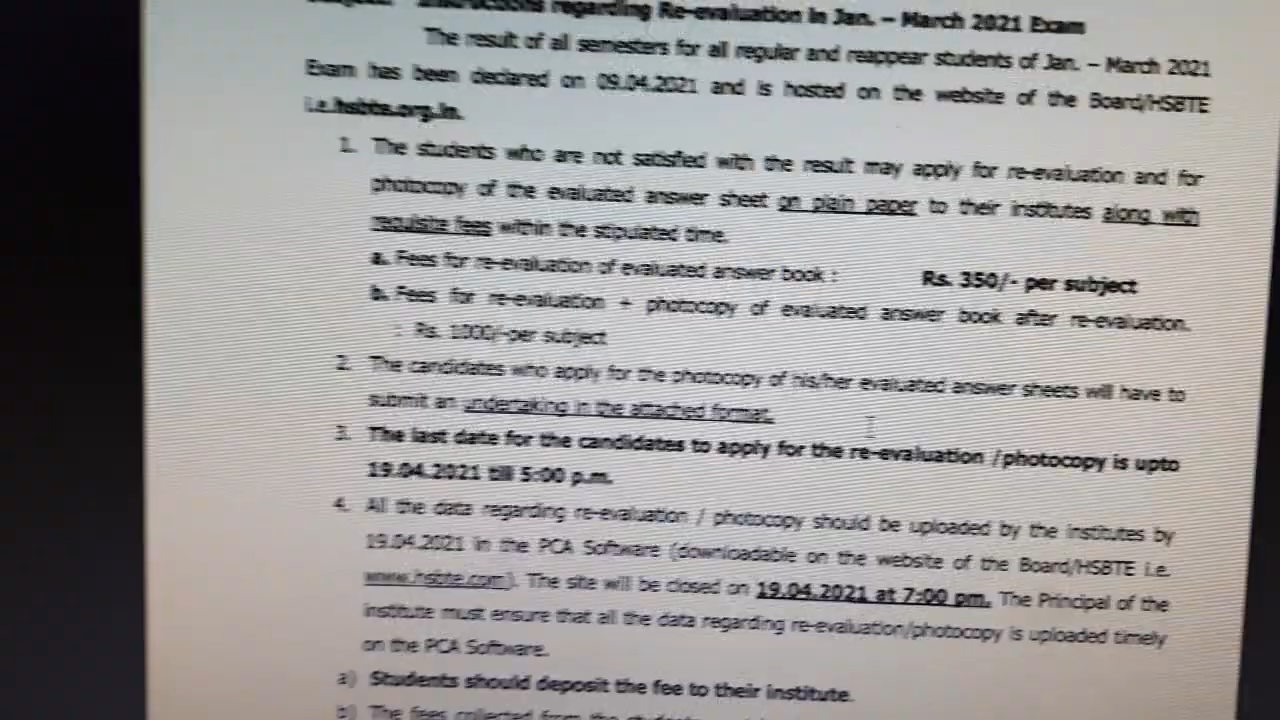 Instructions regarding Re-evaluation in Jan. – March 2021 Exam
The result of all semesters for all regular and reappear students of Jan. – March 2021
Exam has been declared on 09.04.2021 and is hosted on the website of the Board/HSBTE
i.e.hsbte.org.in.
1. The students who are not satisfied with the result may apply for re-evaluation and for
photocopy of the evaluated answer sheet on plain paper to their institutes along with
requisite fees within the stipulated time.
a. Fees for re-evaluation of evaluated answer book : Rs. 350/- per subject
b. Fees for re-evaluation + photocopy of evaluated answer book after re-evaluation.
: Rs. 1000/-per subject
2. The candidates who apply for the photocopy of his/her evaluated answer sheets will have to
submit an undertaking in the attached format.
3. The last date for the candidates to apply for the re-evaluation /photocopy is upto
19.04.2021 till 5:00 p.m.
4. All the data regarding re-evaluation / photocopy should be uploaded by the institutes by
19.04.2021 in the PCA Software (downloadable on the website of the Board/HSBTE i.e.
www.hsbte.com). The site will be closed on 19.04.2021 at 7:00 pm. The Principal of the
institute must ensure that all the data regarding re-evaluation/photocopy is uploaded timely
on the PCA Software.
a) Students should deposit the fee to their institute.
b) The fees collected from the students